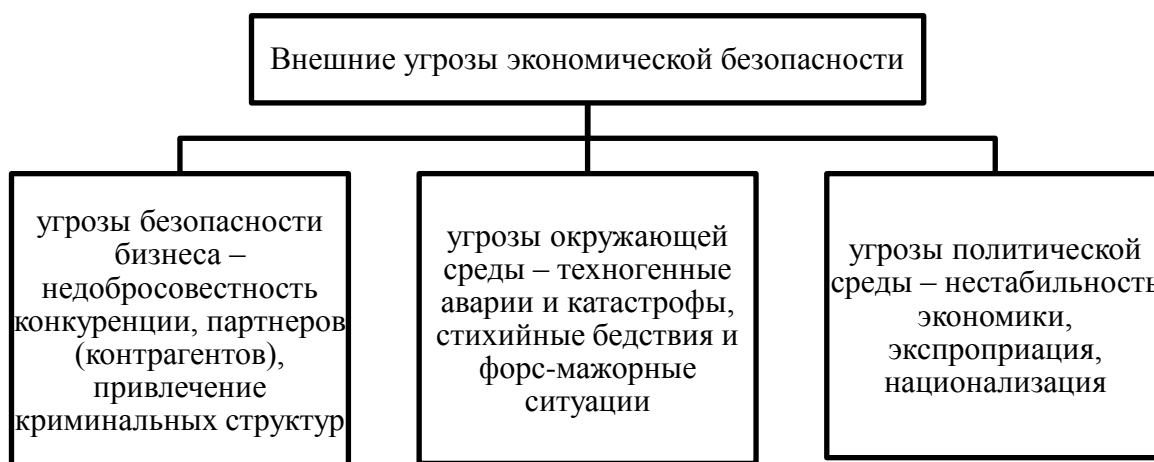 Внешние угрозы экономической безопасности
угрозы безопасности
бизнеса –
недобросовестность
конкуренции, партнеров
(контрагентов),
привлечение
криминальных структур
угрозы окружающей
среды – техногенные
аварии и катастрофы,
стихийные бедствия и
форс-мажорные
ситуации
угрозы политической
среды – нестабильность
экономики,
экспроприация,
национализация